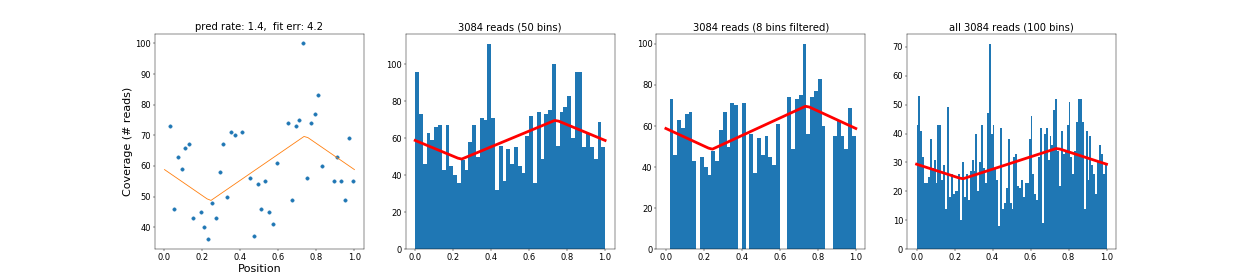 pred rate: 1.4,  fit err: 4.2
Coverage (# reads)
100
90
80
70
60
50
40
0.0 0.2 0.4 0.6 0.8 1.0
Position
3084 reads (50 bins)
100
80
60
40
20
0
0.0 0.2 0.4 0.6 0.8 1.0
3084 reads (8 bins filtered)
100
80
60
40
20
0
0.0 0.2 0.4 0.6 0.8 1.0
all 3084 reads (100 bins)
70
60
50
40
30
20
10
0
0.0 0.2 0.4 0.6 0.8 1.0